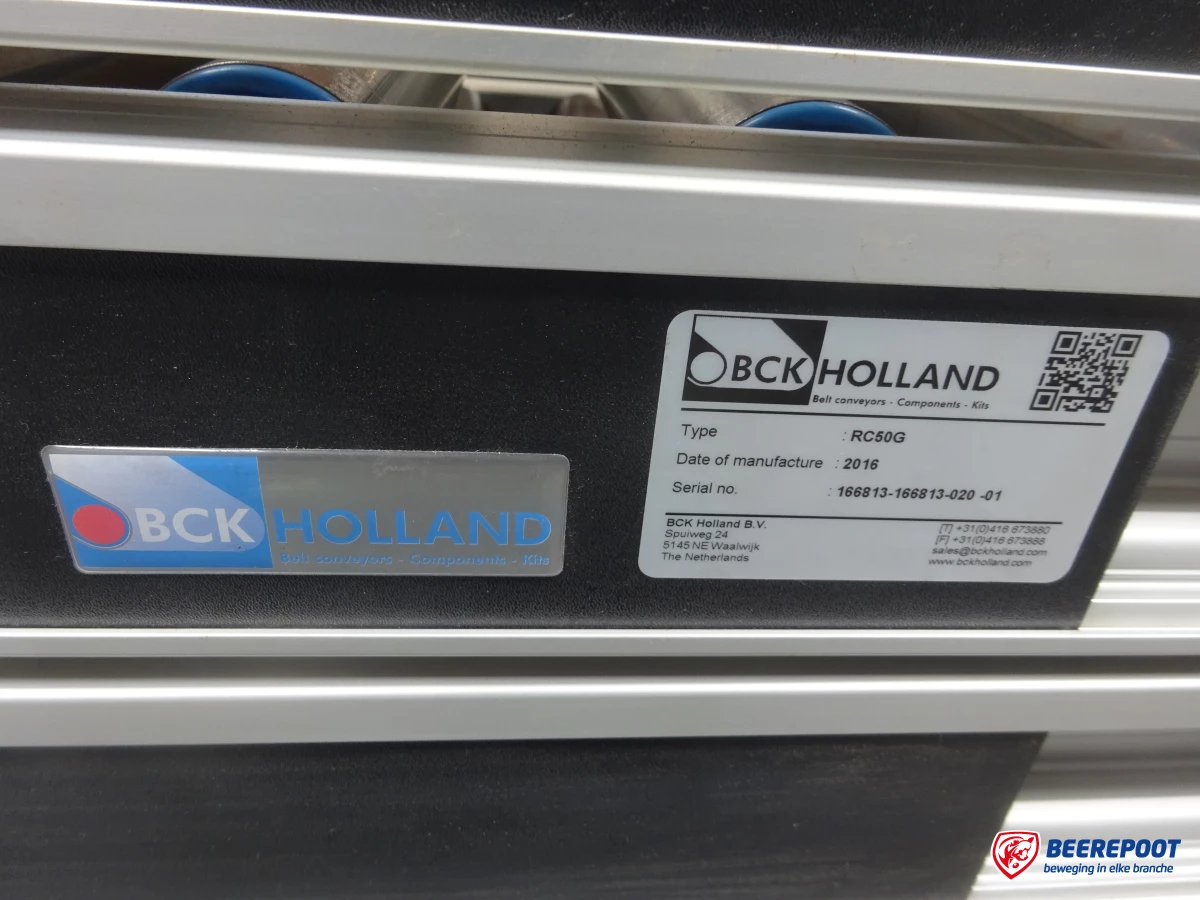 BCK HOLLAND
Belt conveyors - Components - Kits
BCK HOLLAND
Belt conveyors - Components - Kits
Type : RC50G
Date of manufacture : 2016
Serial no. : 166813-166813-020 -01
BCK Holland B.V.
Spuiweg 24
5145 NE Waalwijk
The Netherlands
[T] +31(0)416 673880
[F] +31(0)416 673888
sales@bckholland.com
www.bckholland.com
BEEREPOOT
beweging in elke branche